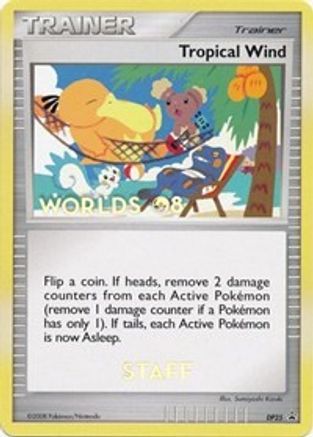 TRAINER
Trainer
Tropical Wind
WORLDS 08
Flip a coin. If heads, remove 2 damage
counters from each Active Pokémon
(remove 1 damage counter if a Pokémon
has only 1). If tails, each Active Pokémon
is now Asleep.
STAFF
Illus. Sumiyoshi Kizuki
©2008 Pokémon/Nintendo
DP25